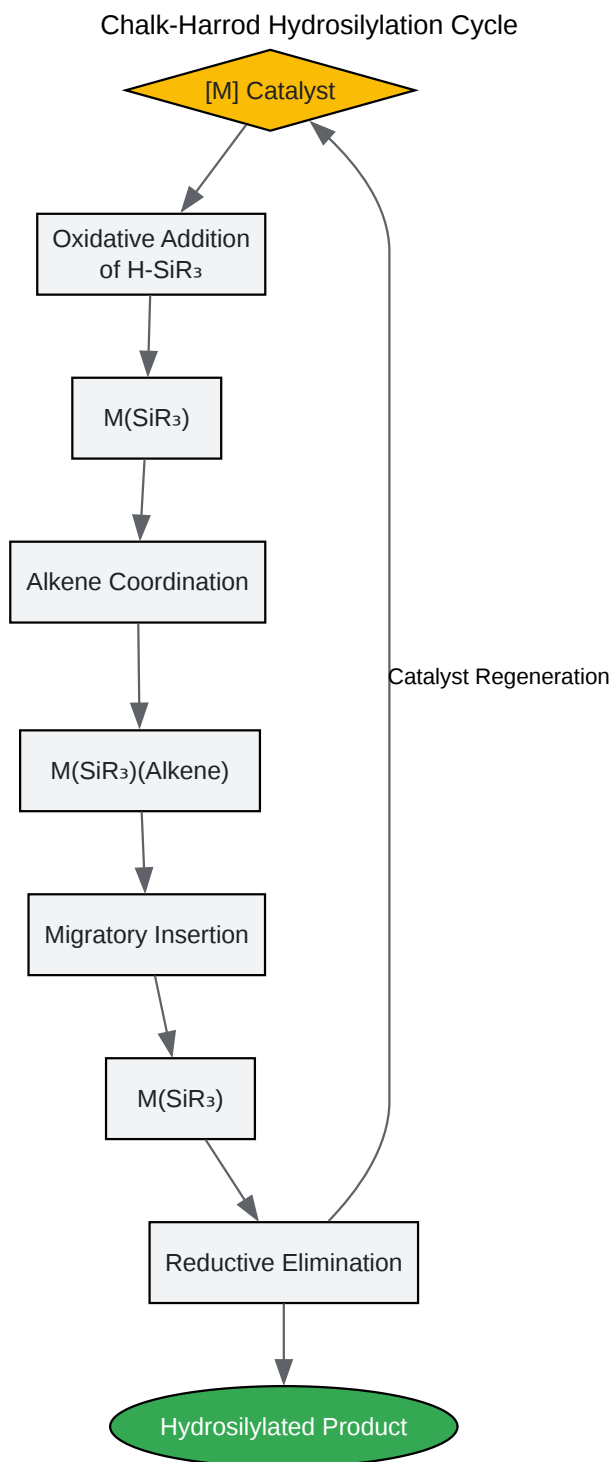 Chalk-Harrod Hydrosilylation Cycle
[M] Catalyst
Oxidative Addition
of H-SiR₃
M(SiR₃)
Alkene Coordination
Catalyst Regeneration
M(SiR₃)(Alkene)
Migratory Insertion
M(SiR₃)
Reductive Elimination
Hydrosilylated Product